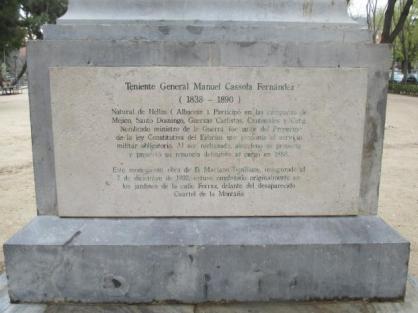 Teniente General Manuel Cassola Fernández
( 1838 - 1890 )
Natural de Hellín ( Albacete ). Participó en las campañas de
Méjico, Santo Domingo, Guerras Carlistas, Cantonales y Cuba.
Nombrado ministro de la Guerra fue autor del Proyecto
de la ley Constitutiva del Ejército que proponía el servicio
militar obligatorio. Al ser rechazado, su proyecto
y presentó su renuncia al cargo en 1888.
Este monumento obra de D. Mariano Benlliure, inaugurado el
7 de diciembre de 1892, estuvo emplazado originalmente en
los jardines de la calle Ferraz, delante del desaparecido
Cuartel de la Montaña